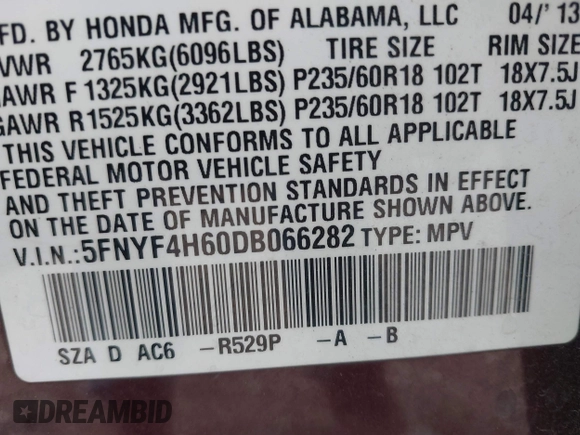 FD. BY HONDA MFG. OF ALABAMA, LLC 04/'13
VWR 2765KG(6096LBS) TIRE SIZE RIM SIZE
AWR F 1325KG(2921LBS) P235/60R18 102T 18X7.5J
GAWR R1525KG(3362LBS) P235/60R18 102T 18X7.5J
THIS VEHICLE CONFORMS TO ALL APPLICABLE
FEDERAL MOTOR VEHICLE SAFETY
AND THEFT PREVENTION STANDARDS IN EFFECT
ON THE DATE OF MANUFACTURE SHOWN ABOVE.
V.I.N.:5FNYF4H60DB066282 TYPE: MPV
SZA D AC6 -R529P -A -B
DREAMBID